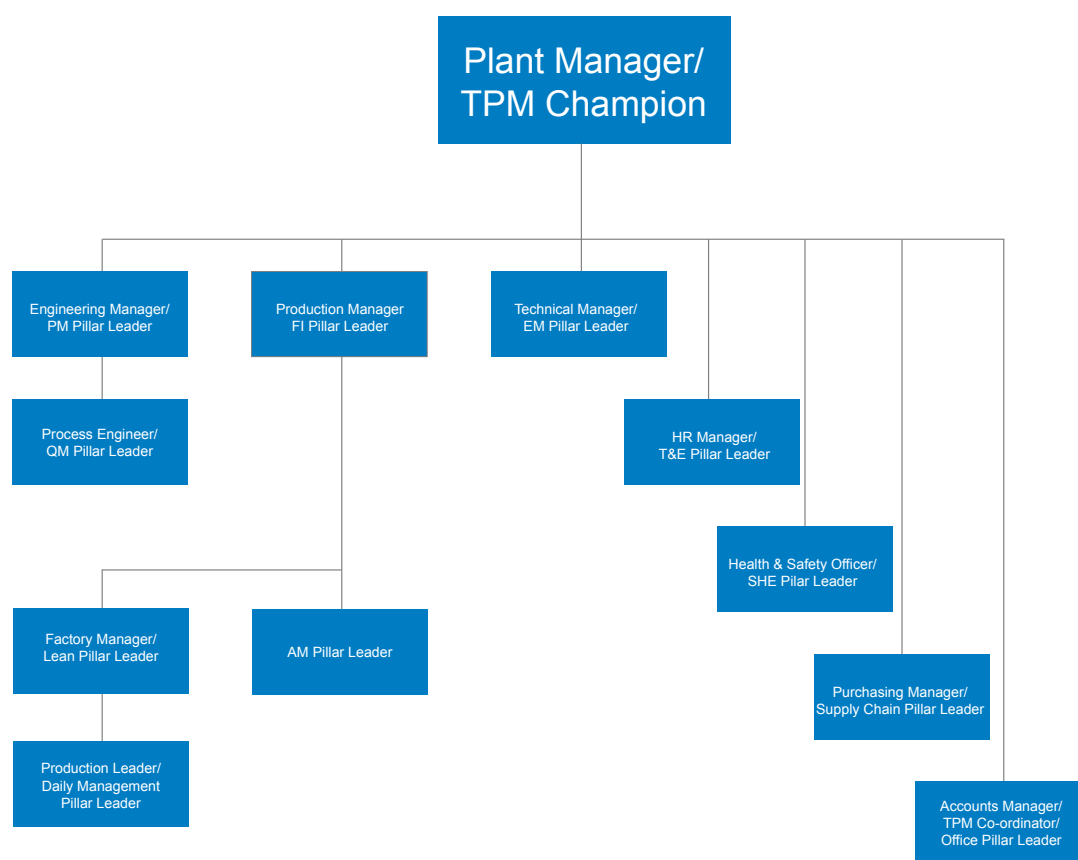 Plant Manager/
TPM Champion
Engineering Manager/
PM Pillar Leader
Production Manager
FI Pillar Leader
Technical Manager/
EM Pillar Leader
Process Engineer/
QM Pillar Leader
HR Manager/
T&E Pillar Leader
Health & Safety Officer/
SHE Pilar Leader
Factory Manager/
Lean Pillar Leader
AM Pillar Leader
Purchasing Manager/
Supply Chain Pillar Leader
Production Leader/
Daily Management
Pillar Leader
Accounts Manager/
TPM Co-ordinator/
Office Pillar Leader